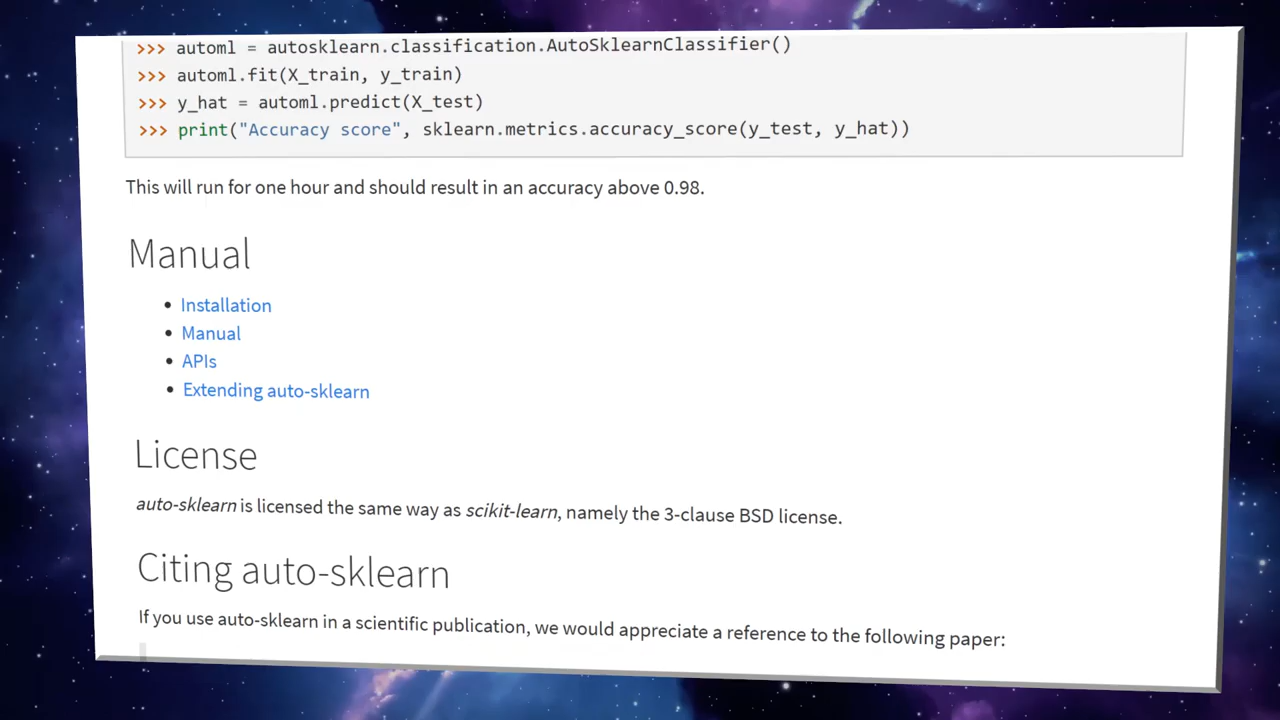 >>> automl = autosklearn.classification.AutoSklearnClassifier()
>>> automl.fit(X_train, y_train)
>>> y_hat = automl.predict(X_test)
>>> print("Accuracy score", sklearn.metrics.accuracy_score(y_test, y_hat))
This will run for one hour and should result in an accuracy above 0.98.
Manual
• Installation
• Manual
• APIs
• Extending auto-sklearn
License
auto-sklearn is licensed the same way as scikit-learn, namely the 3-clause BSD license.
Citing auto-sklearn
If you use auto-sklearn in a scientific publication, we would appreciate a reference to the following paper: